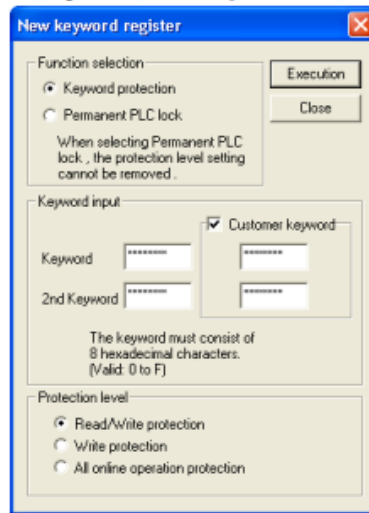 New keyword register
Function selection
Keyword protection
Permanent PLC lock
When selecting Permanent PLC
lock , the protection level setting
cannot be removed .
Execution
Close
Keyword input
Customer keyword
Keyword ******** ********
2nd Keyword ******** ********
The keyword must consist of
8 hexadecimal characters.
(Valid: 0 to F)
Protection level
Read/Write protection
Write protection
All online operation protection